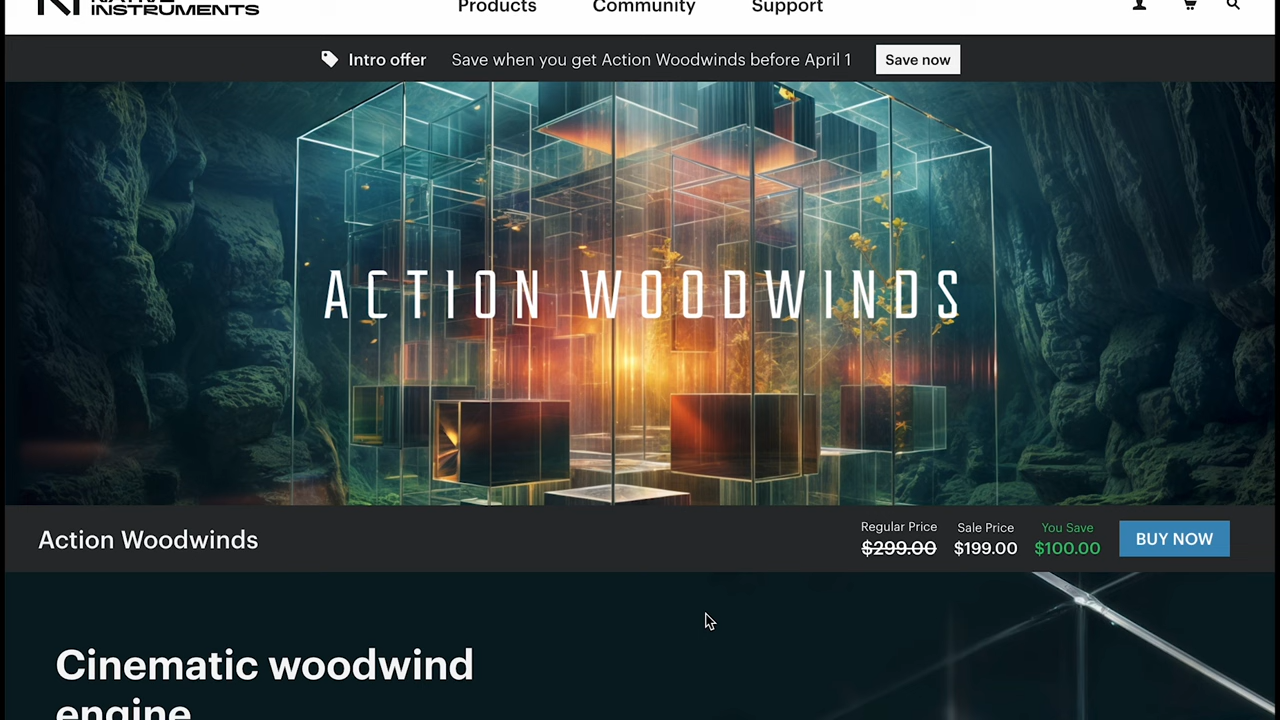 NATIVE
INSTRUMENTS
Products Community Support
Intro offer Save when you get Action Woodwinds before April 1 Save now
ACTION WOODWINDS
Action Woodwinds
Regular Price Sale Price You Save
$299.00 $199.00 $100.00
BUY NOW
Cinematic woodwind
engine